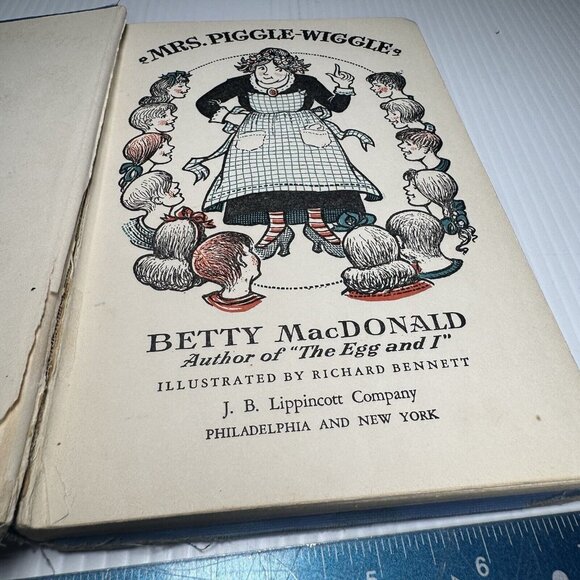 MRS. PIGGLE-WIGGLE
BETTY MacDONALD
Author of "The Egg and I"
ILLUSTRATED BY RICHARD BENNETT
J. B. Lippincott Company
PHILADELPHIA AND NEW YORK
5
6